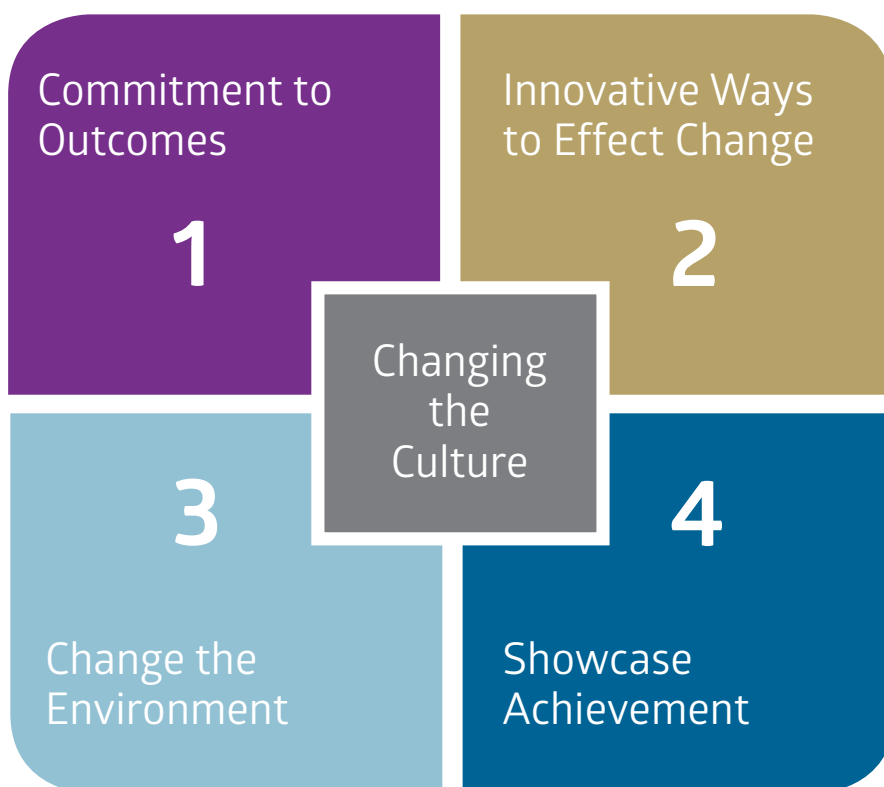 Commitment to
Outcomes
1
Innovative Ways
to Effect Change
2
Changing
the
Culture
3
Change the
Environment
4
Showcase
Achievement